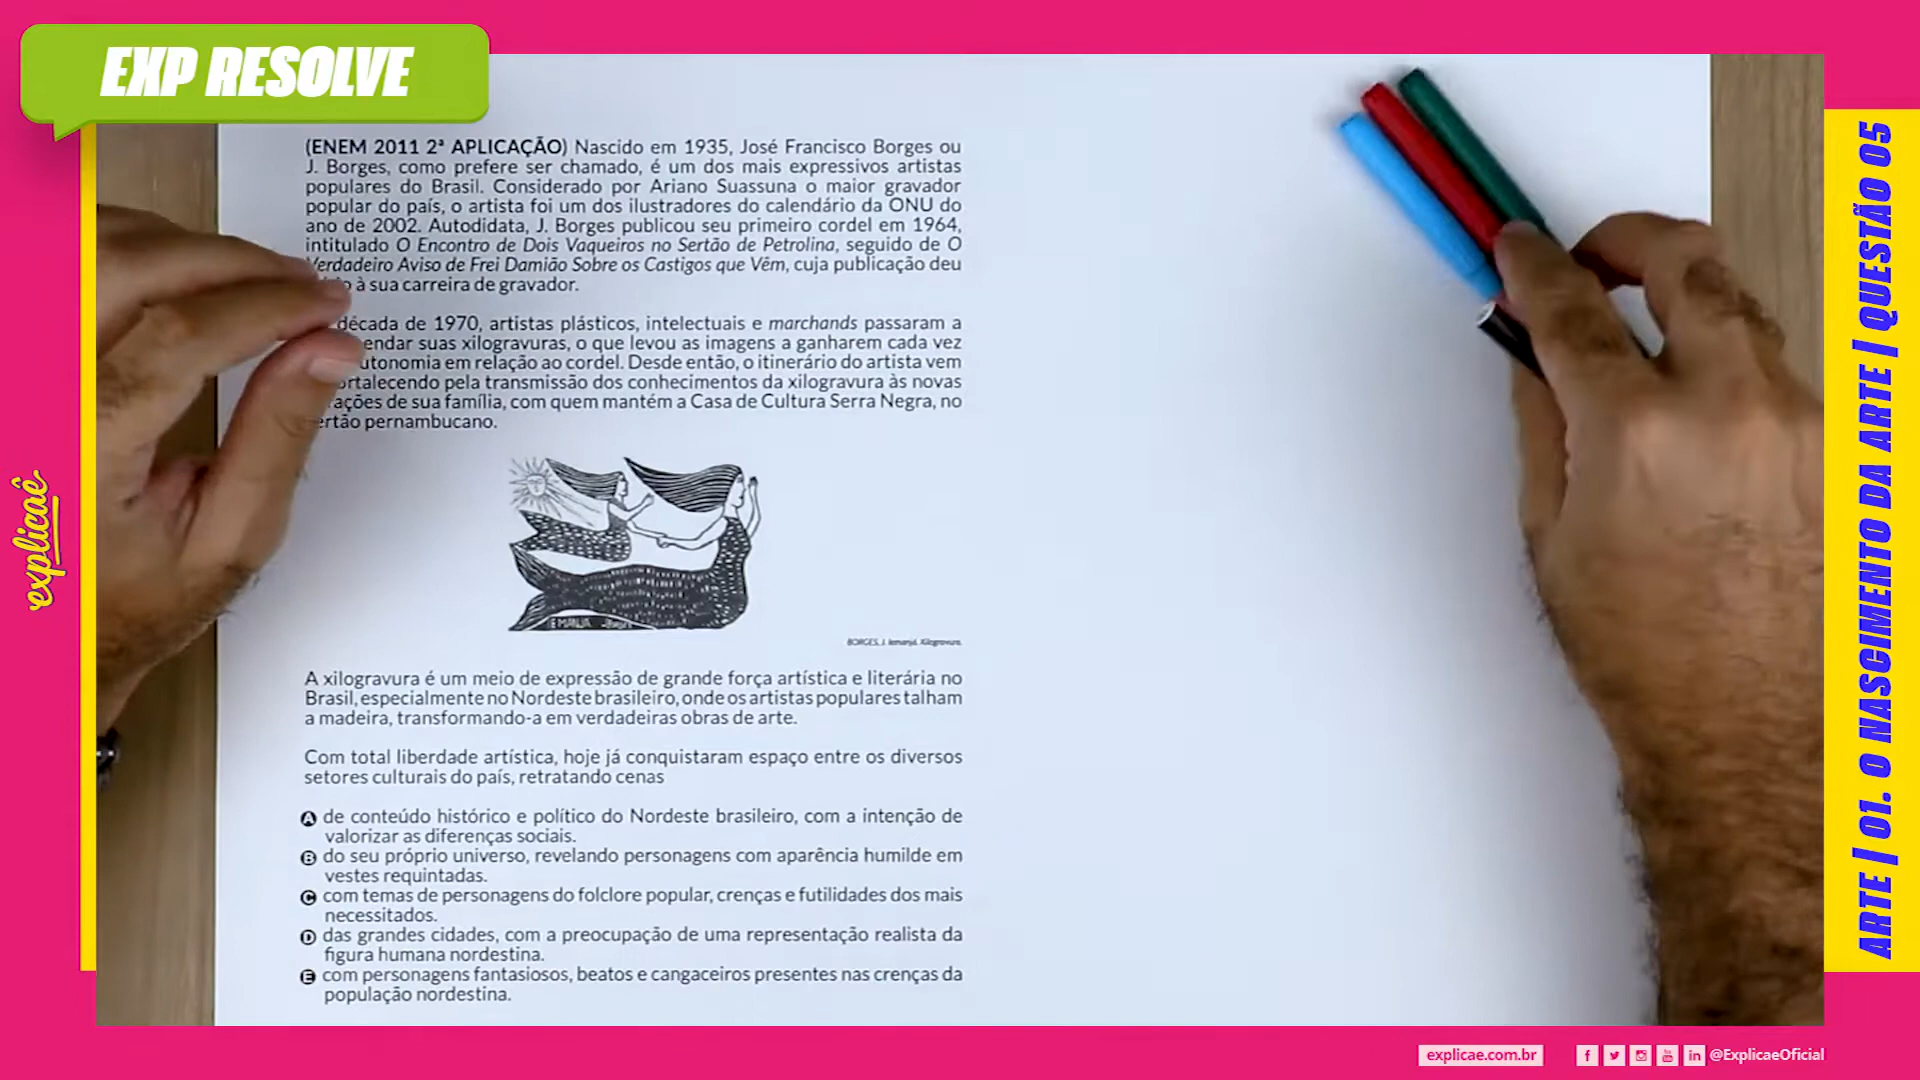 EXP RESOLVE
(ENEM 2011 2ª APLICAÇÃO) Nascido em 1935, José Francisco Borges ou
J. Borges, como prefere ser chamado, é um dos mais expressivos artistas
populares do Brasil. Considerado por Ariano Suassuna o maior gravador
popular do país, o artista foi um dos ilustradores do calendário da ONU do
ano de 2002. Autodidata, J. Borges publicou seu primeiro cordel em 1964,
intitulado O Encontro de Dois Vaqueiros no Sertão de Petrolina, seguido de O
Verdadeiro Aviso de Frei Damião Sobre os Castigos que Vêm, cuja publicação deu
à sua carreira de gravador.
década de 1970, artistas plásticos, intelectuais e marchands passaram a
endar suas xilogravuras, o que levou as imagens a ganharem cada vez
utonomia em relação ao cordel. Desde então, o itinerário do artista vem
ortalecendo pela transmissão dos conhecimentos da xilogravura às novas
rações de sua família, com quem mantém a Casa de Cultura Serra Negra, no
ertão pernambucano.
BORGES, J. Iemanjá. Xilogravura.
A xilogravura é um meio de expressão de grande força artística e literária no
Brasil, especialmente no Nordeste brasileiro, onde os artistas populares talham
a madeira, transformando-a em verdadeiras obras de arte.
Com total liberdade artística, hoje já conquistaram espaço entre os diversos
setores culturais do país, retratando cenas
A de conteúdo histórico e político do Nordeste brasileiro, com a intenção de
valorizar as diferenças sociais.
B do seu próprio universo, revelando personagens com aparência humilde em
vestes requintadas.
C com temas de personagens do folclore popular, crenças e futilidades dos mais
necessitados.
D das grandes cidades, com a preocupação de uma representação realista da
figura humana nordestina.
E com personagens fantasiosos, beatos e cangaceiros presentes nas crenças da
população nordestina.
explicaê
ARTE | 01. O NASCIMENTO DA ARTE | QUESTÃO 05
explicae.com.br
@ExplicaeOficial